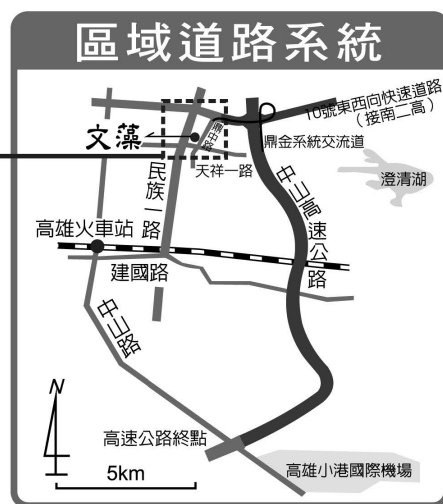 區域道路系統
10號東西向快速道路
（接南二高）
文藻
鼎中路
鼎金系統交流道
天祥一路
澄清湖
民族一路
中山高速公路
高雄火車站
建國路
中山路
N
高速公路終點
5km
高雄小港國際機場